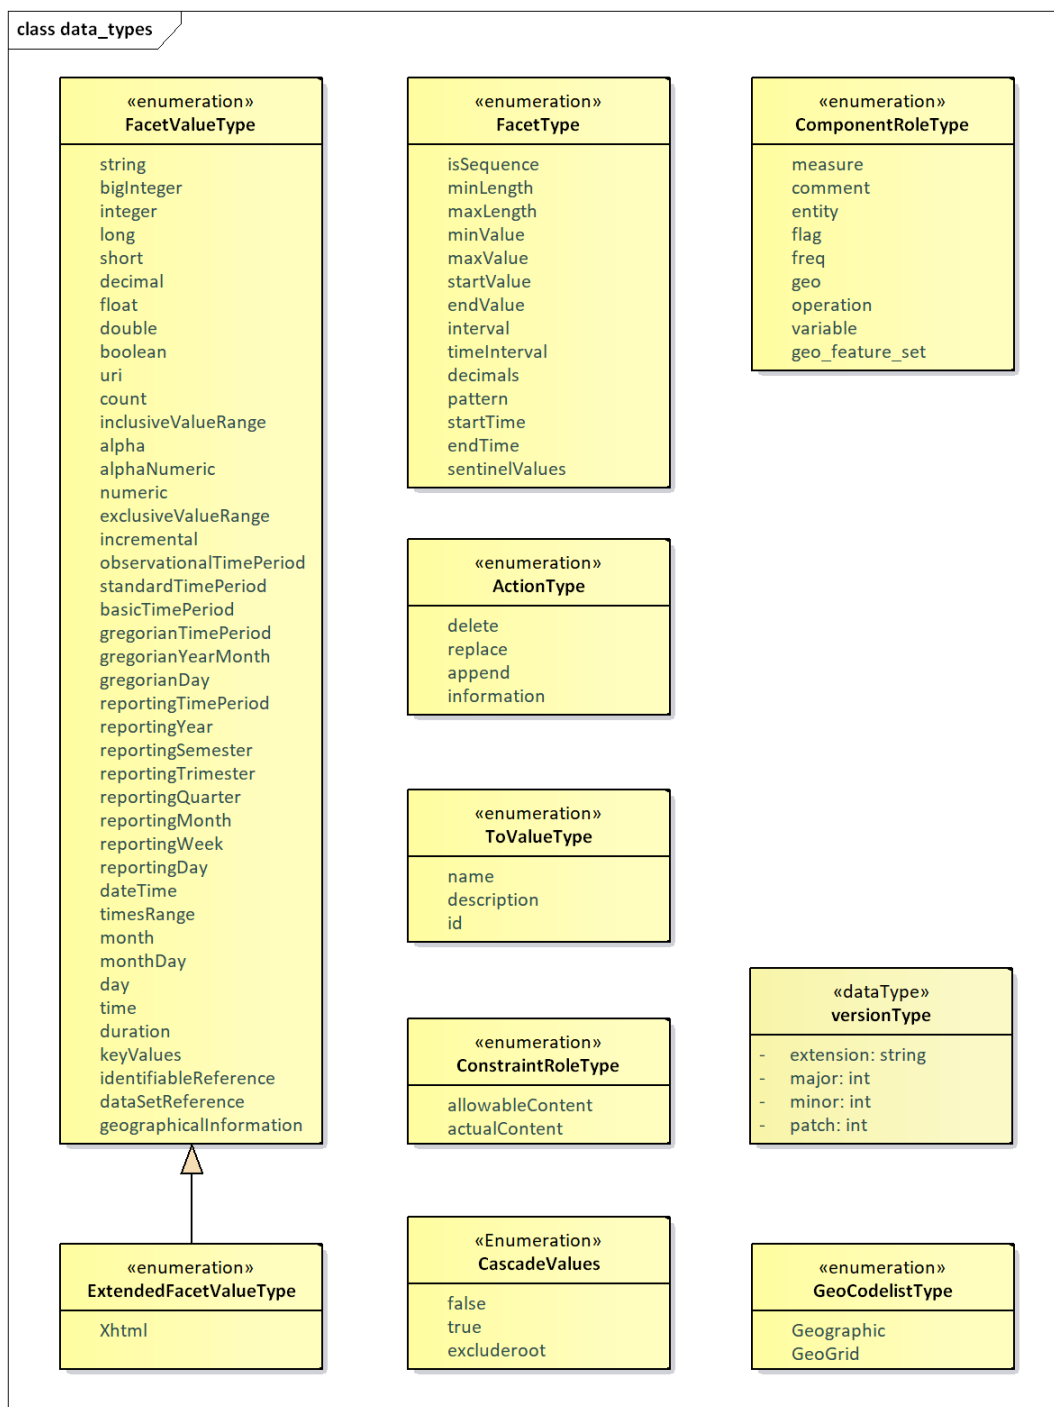 class data_types
«enumeration»
FacetValueType
string
bigInteger
integer
long
short
decimal
float
double
boolean
uri
count
inclusiveValueRange
alpha
alphaNumeric
numeric
exclusiveValueRange
incremental
observationalTimePeriod
standardTimePeriod
basicTimePeriod
gregorianTimePeriod
gregorianYearMonth
gregorianDay
reportingTimePeriod
reportingYear
reportingSemester
reportingTrimester
reportingQuarter
reportingMonth
reportingWeek
reportingDay
dateTime
timesRange
month
monthDay
day
time
duration
keyValues
identifiableReference
dataSetReference
geographicalInformation
«enumeration»
ExtendedFacetValueType
Xhtml
«enumeration»
FacetType
isSequence
minLength
maxLength
minValue
maxValue
startValue
endValue
interval
timeInterval
decimals
pattern
startTime
endTime
sentinelValues
«enumeration»
ActionType
delete
replace
append
information
«enumeration»
ToValueType
name
description
id
«enumeration»
ConstraintRoleType
allowableContent
actualContent
«Enumeration»
CascadeValues
false
true
excluderoot
«enumeration»
ComponentRoleType
measure
comment
entity
flag
freq
geo
operation
variable
geo_feature_set
«dataType»
versionType
- extension: string
- major: int
- minor: int
- patch: int
«enumeration»
GeoCodelistType
Geographic
GeoGrid